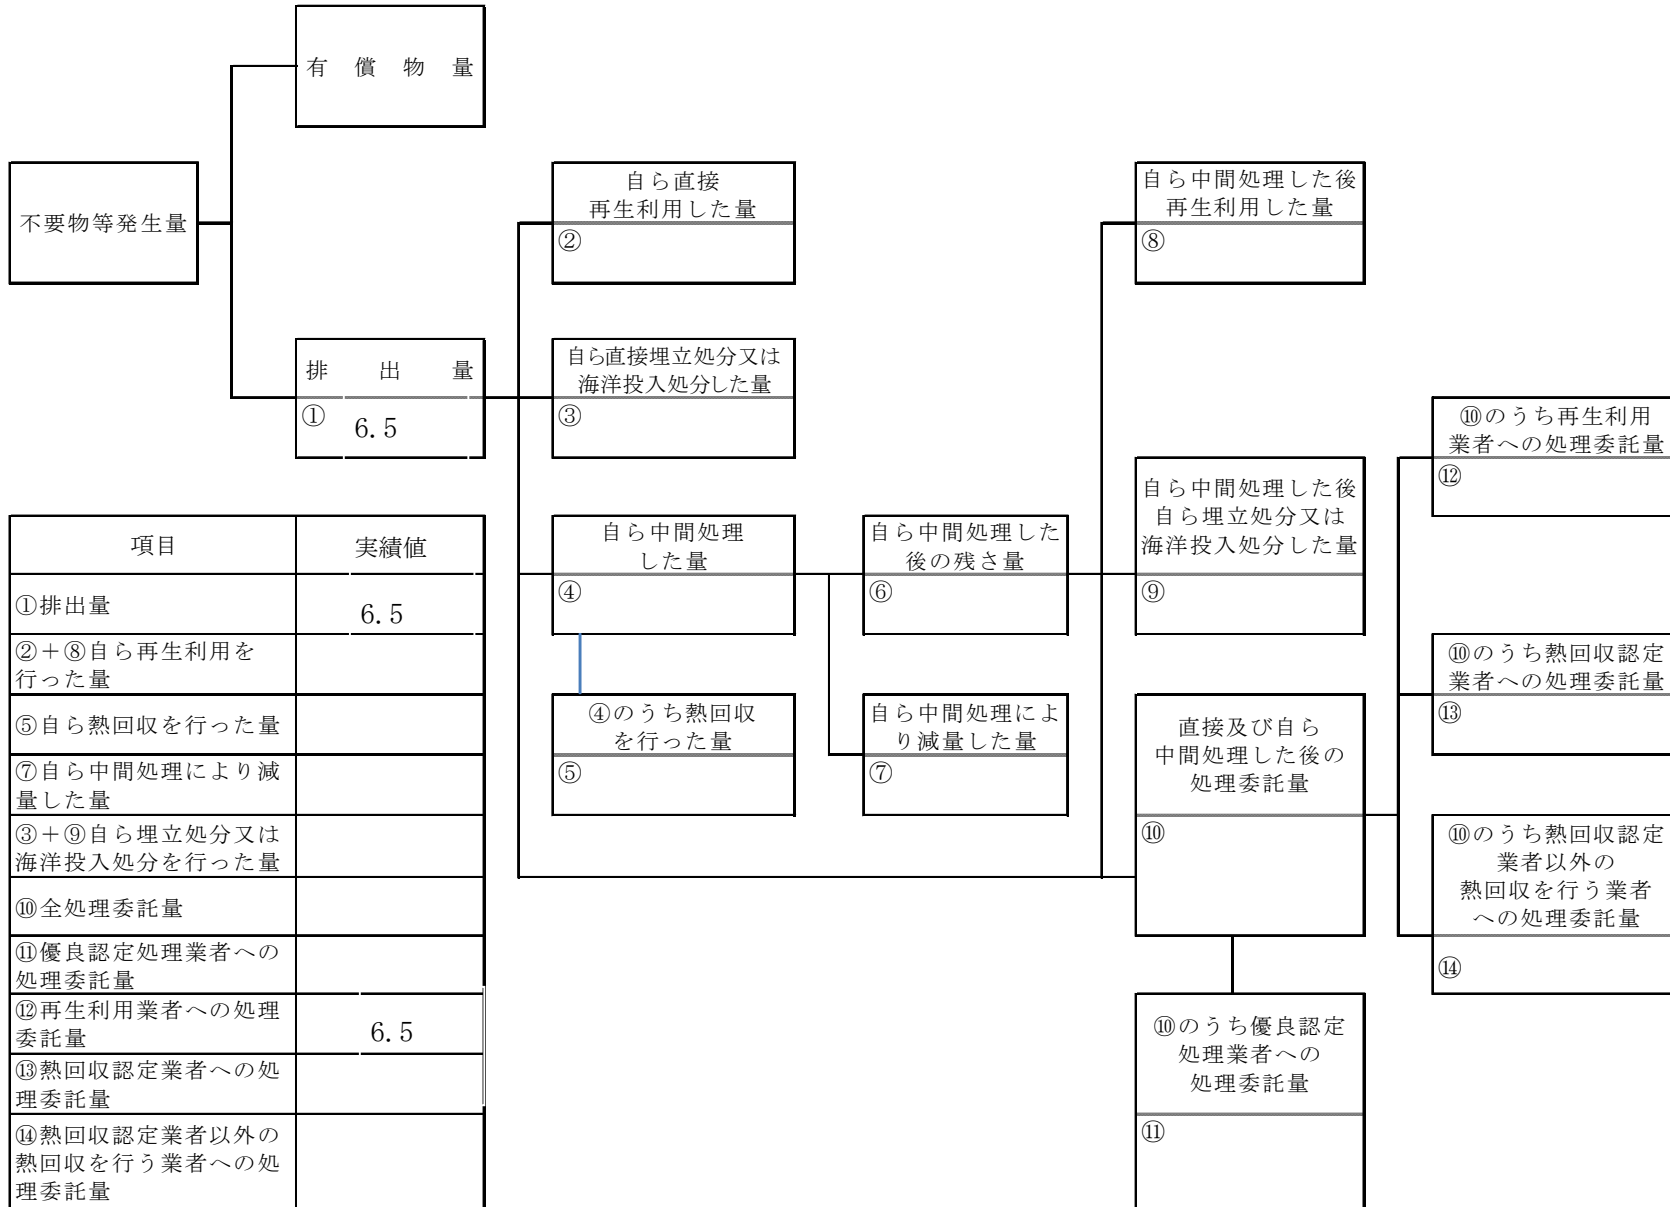 有償物量
不要物等発生量
排出量
① 6.5
自ら直接
再生利用した量
②
自ら直接埋立処分又は
海洋投入処分した量
③
自ら中間処理
した量
④
④のうち熱回収
を行った量
⑤
自ら中間処理した
後の残さ量
⑥
自ら中間処理によ
り減量した量
⑦
自ら中間処理した後
再生利用した量
⑧
自ら中間処理した後
自ら埋立処分又は
海洋投入処分した量
⑨
直接及び自ら
中間処理した後の
処理委託量
⑩
⑩のうち優良認定
処理業者への
処理委託量
⑪
⑩のうち再生利用
業者への処理委託量
⑫
⑩のうち熱回収認定
業者への処理委託量
⑬
⑩のうち熱回収認定
業者以外の
熱回収を行う業者
への処理委託量
⑭
項目 実績値
①排出量 6.5
②+⑧自ら再生利用を
行った量
⑤自ら熱回収を行った量
⑦自ら中間処理により減
量した量
③+⑨自ら埋立処分又は
海洋投入処分を行った量
⑩全処理委託量
⑪優良認定処理業者への
処理委託量
⑫再生利用業者への処理
委託量 6.5
⑬熱回収認定業者への処
理委託量
⑭熱回収認定業者以外の
熱回収を行う業者への処
理委託量